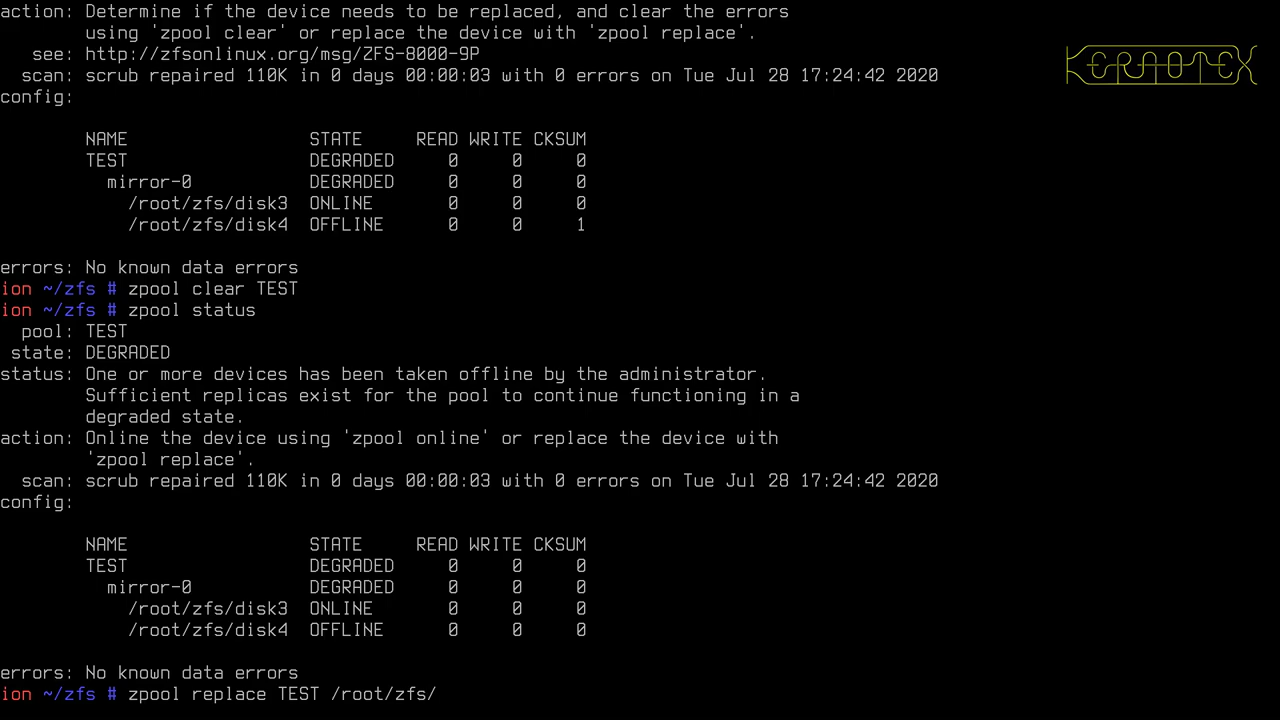 action: Determine if the device needs to be replaced, and clear the errors
using 'zpool clear' or replace the device with 'zpool replace'.
see: http://zfsonlinux.org/msg/ZFS-8000-9P
scan: scrub repaired 110K in 0 days 00:00:03 with 0 errors on Tue Jul 28 17:24:42 2020
KERNOTEX
config:
NAME STATE READ WRITE CKSUM
TEST DEGRADED 0 0 0
mirror-0 DEGRADED 0 0 0
/root/zfs/disk3 ONLINE 0 0 0
/root/zfs/disk4 OFFLINE 0 0 1
errors: No known data errors
ion ~/zfs # zpool clear TEST
ion ~/zfs # zpool status
pool: TEST
state: DEGRADED
status: One or more devices has been taken offline by the administrator.
Sufficient replicas exist for the pool to continue functioning in a
degraded state.
action: Online the device using 'zpool online' or replace the device with
'zpool replace'.
scan: scrub repaired 110K in 0 days 00:00:03 with 0 errors on Tue Jul 28 17:24:42 2020
config:
NAME STATE READ WRITE CKSUM
TEST DEGRADED 0 0 0
mirror-0 DEGRADED 0 0 0
/root/zfs/disk3 ONLINE 0 0 0
/root/zfs/disk4 OFFLINE 0 0 0
errors: No known data errors
ion ~/zfs # zpool replace TEST /root/zfs/